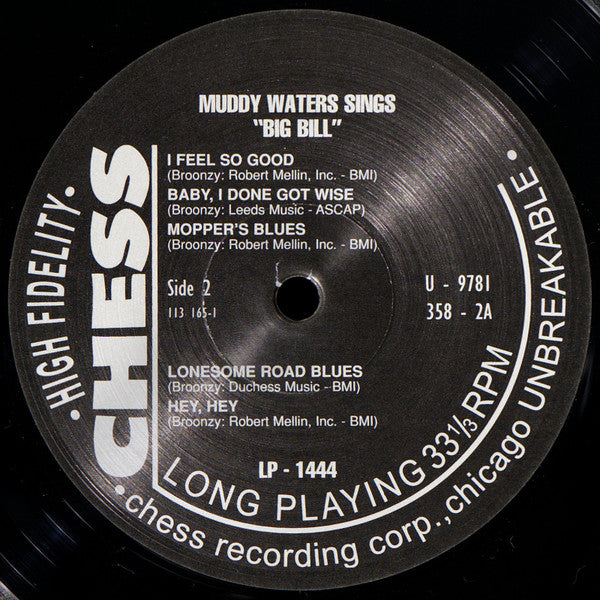 MUDDY WATERS SINGS
"BIG BILL"
I FEEL SO GOOD
(Broonzy: Robert Mellin, Inc. - BMI)
BABY, I DONE GOT WISE
(Broonzy: Leeds Music - ASCAP)
MOPPER'S BLUES
(Broonzy: Robert Mellin, Inc. - BMI)
Side 2
113 165-1
U - 9781
358 - 2A
LONESOME ROAD BLUES
(Broonzy: Duchess Music - BMI)
HEY, HEY
(Broonzy: Robert Mellin, Inc. - BMI)
LP - 1444
• HIGH FIDELITY •
CHESS
LONG PLAYING 33 1/3 RPM
• chess recording corp., chicago UNBREAKABLE •